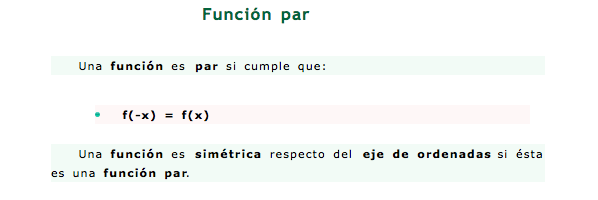 Función par
Una función es par si cumple que:
• f(-x) = f(x)
Una función es simétrica respecto del eje de ordenadas si ésta
es una función par.